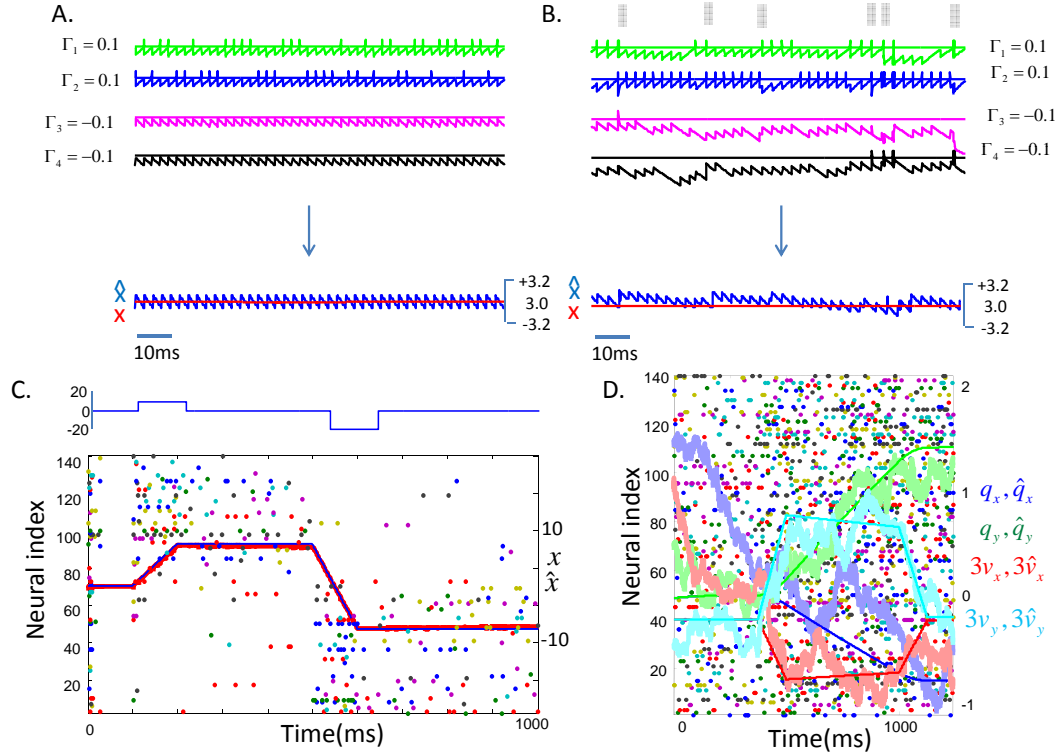 A.
Γ₁ = 0.1
Γ₂ = 0.1
Γ₃ = −0.1
Γ₄ = −0.1
x̂
x
+3.2
3.0
-3.2
10ms
B.
Γ₁ = 0.1
Γ₂ = 0.1
Γ₃ = −0.1
Γ₄ = −0.1
x̂
x
+3.2
3.0
-3.2
10ms
C.
20
0
-20
Neural index
140
120
100
80
60
40
20
10
x
x̂
-10
0
1000
Time(ms)
D.
Neural index
140
120
100
80
60
40
20
2
1
0
-1
qₓ, q̂ₓ
q_y, q̂_y
3vₓ, 3v̂ₓ
3v_y, 3v̂_y
0
1000
Time(ms)